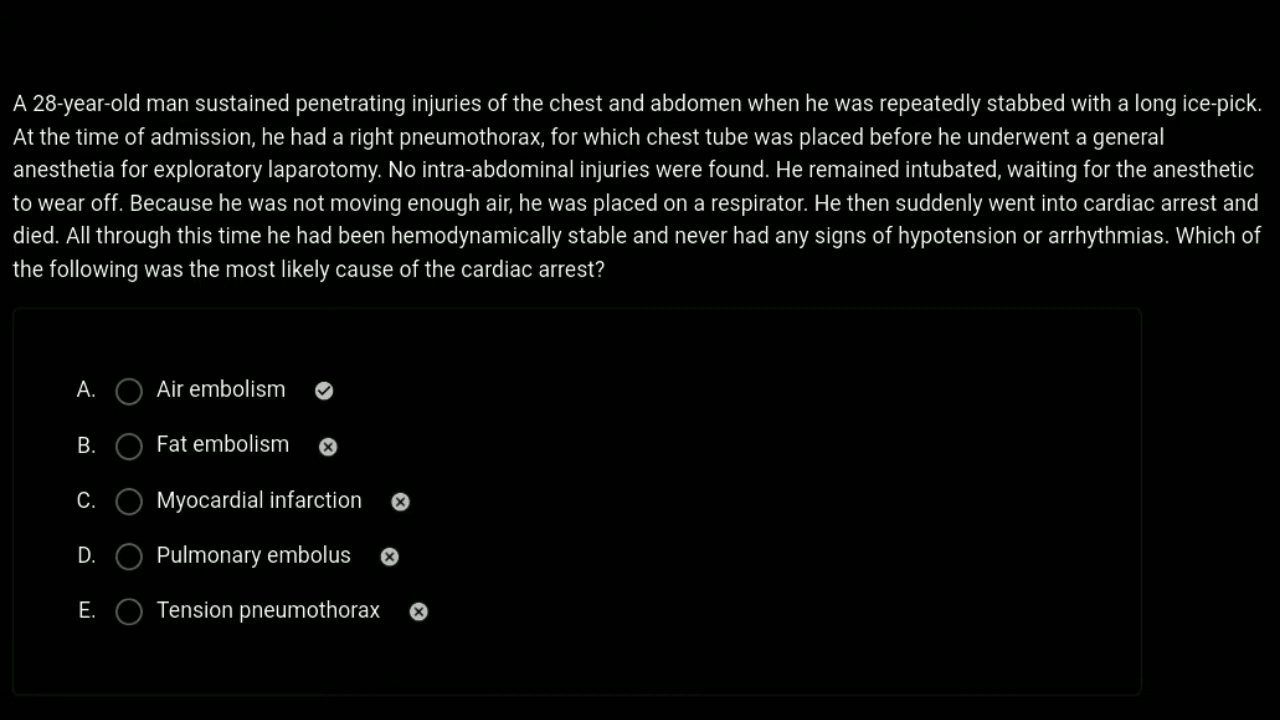 A 28-year-old man sustained penetrating injuries of the chest and abdomen when he was repeatedly stabbed with a long ice-pick.
At the time of admission, he had a right pneumothorax, for which chest tube was placed before he underwent a general
anesthetia for exploratory laparotomy. No intra-abdominal injuries were found. He remained intubated, waiting for the anesthetic
to wear off. Because he was not moving enough air, he was placed on a respirator. He then suddenly went into cardiac arrest and
died. All through this time he had been hemodynamically stable and never had any signs of hypotension or arrhythmias. Which of
the following was the most likely cause of the cardiac arrest?
A. Air embolism
B. Fat embolism
C. Myocardial infarction
D. Pulmonary embolus
E. Tension pneumothorax